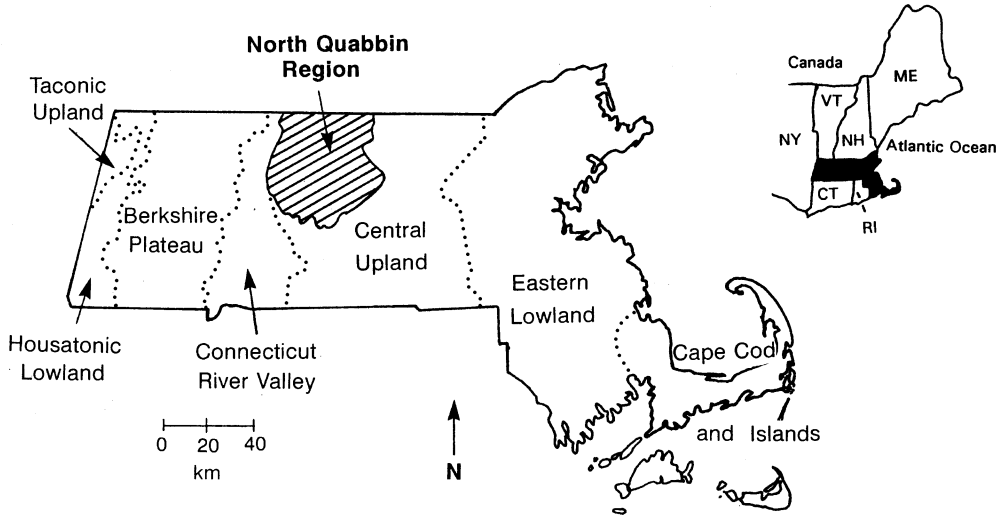 North Quabbin
Region
Taconic
Upland
Berkshire
Plateau
Central
Upland
Eastern
Lowland
Housatonic
Lowland
Connecticut
River Valley
Cape Cod
and Islands
0 20 40
km
N
Canada
ME
VT
NY
NH
Atlantic Ocean
CT
RI